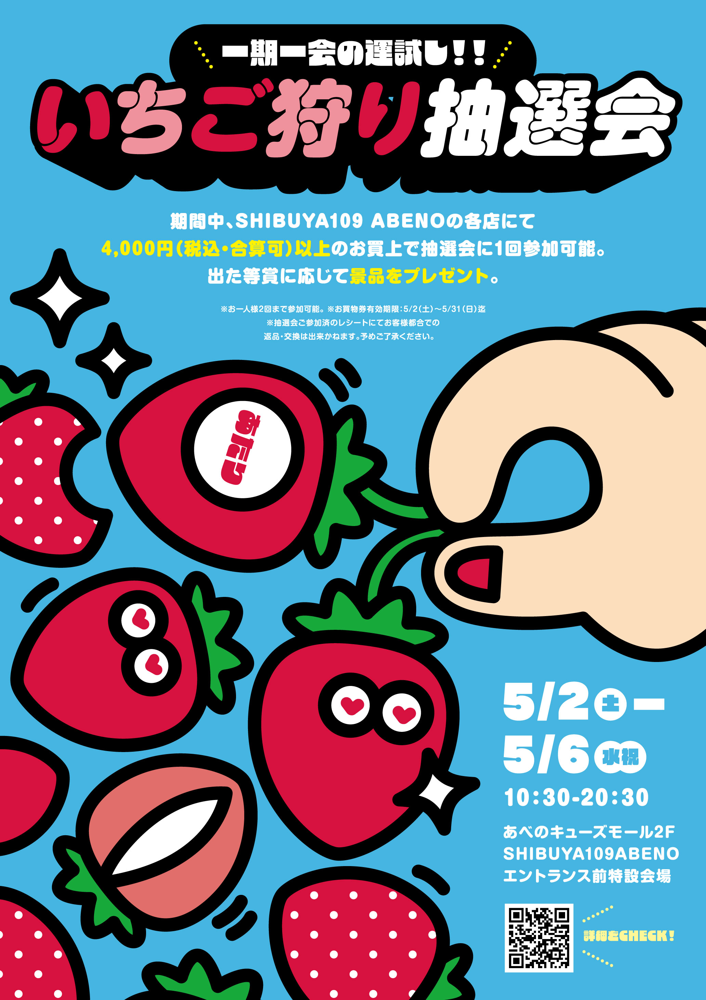 一期一会の運試し!!
いちご狩り抽選会
期間中、SHIBUYA109 ABENOの各店にて
4,000円(税込・合算可)以上のお買上で抽選会に1回参加可能。
出た等賞に応じて景品をプレゼント。
※お一人様2回まで参加可能。※お買物券有効期限:5/2(土)〜5/31(日)迄
※抽選会ご参加済のレシートにてお客様都合での
返品・交換は出来かねます。予めご了承ください。
5/2 土 ー
5/6 水 祝
10:30-20:30
あべのキューズモール2F
SHIBUYA109ABENO
エントランス前特設会場
詳細をCHECK!